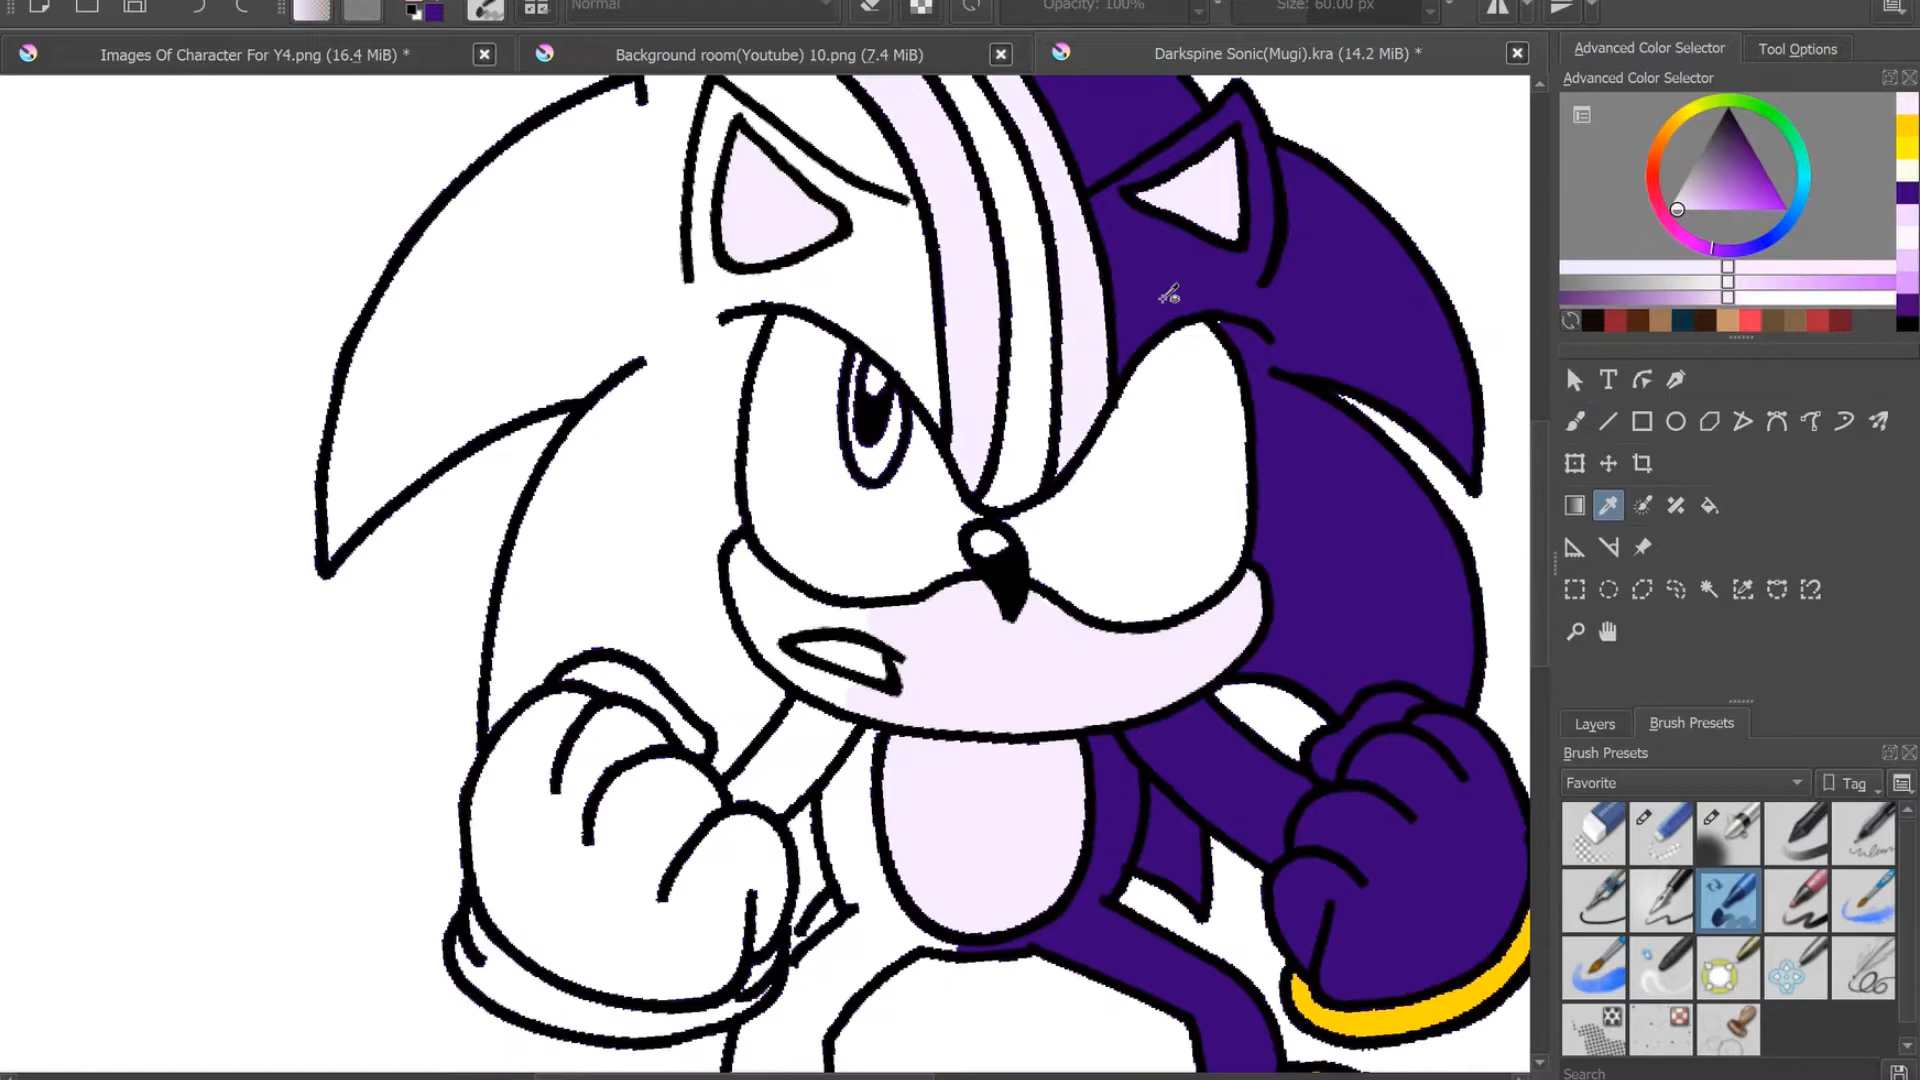 Normal
Opacity: 100%
Size: 60.00 px
Images Of Character For Y4.png (16.4 MiB) *
Background room(Youtube) 10.png (7.4 MiB)
Darkspine Sonic(Mugi).kra (14.2 MiB) *
Advanced Color Selector
Tool Options
Advanced Color Selector
Layers
Brush Presets
Brush Presets
Favorite
Tag
Search